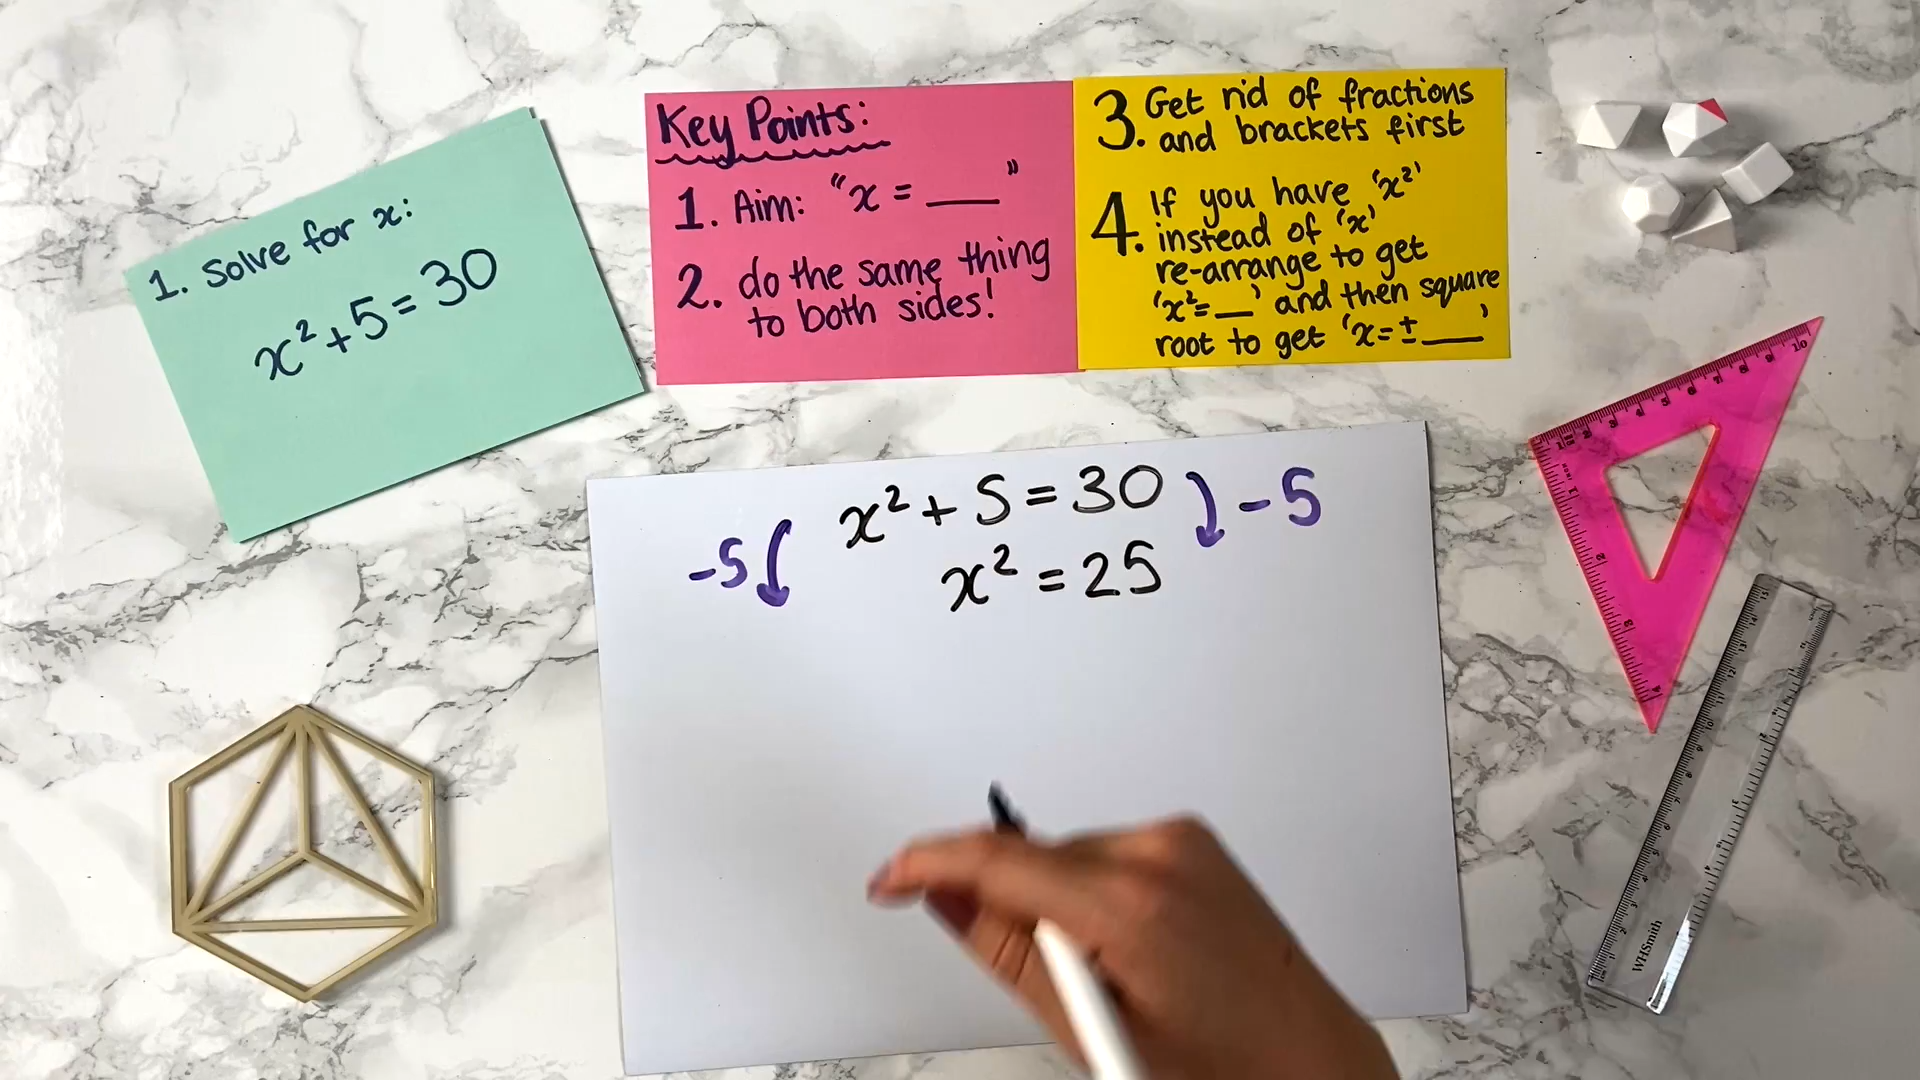 1. Solve for x:
x² + 5 = 30
Key Points:
1. Aim: "x = ___"
2. do the same thing
to both sides!
3. Get rid of fractions
and brackets first
4. If you have 'x²'
instead of 'x'
re-arrange to get
'x²=__' and then square
root to get 'x=±___'
x² + 5 = 30
-5
-5
x² = 25
WHSmith